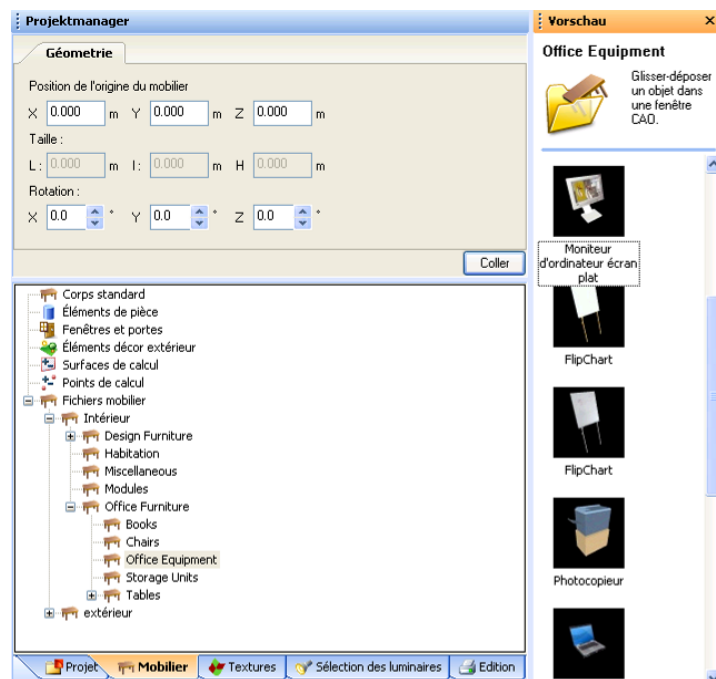 Projektmanager
Géometrie
Position de l'origine du mobilier
X 0.000 m Y 0.000 m Z 0.000 m
Taille :
L: 0.000 m l: 0.000 m H 0.000 m
Rotation :
X 0.0 ° Y 0.0 ° Z 0.0 °
Coller
Corps standard
Éléments de pièce
Fenêtres et portes
Éléments décor extérieur
Surfaces de calcul
Points de calcul
Fichiers mobilier
Intérieur
Design Furniture
Habitation
Miscellaneous
Modules
Office Furniture
Books
Chairs
Office Equipment
Storage Units
Tables
extérieur
Projet Mobilier Textures Sélection des luminaires Edition
Vorschau
Office Equipment
Glisser-déposer
un objet dans
une fenêtre
CAO.
Moniteur
d'ordinateur écran
plat
FlipChart
FlipChart
Photocopieur